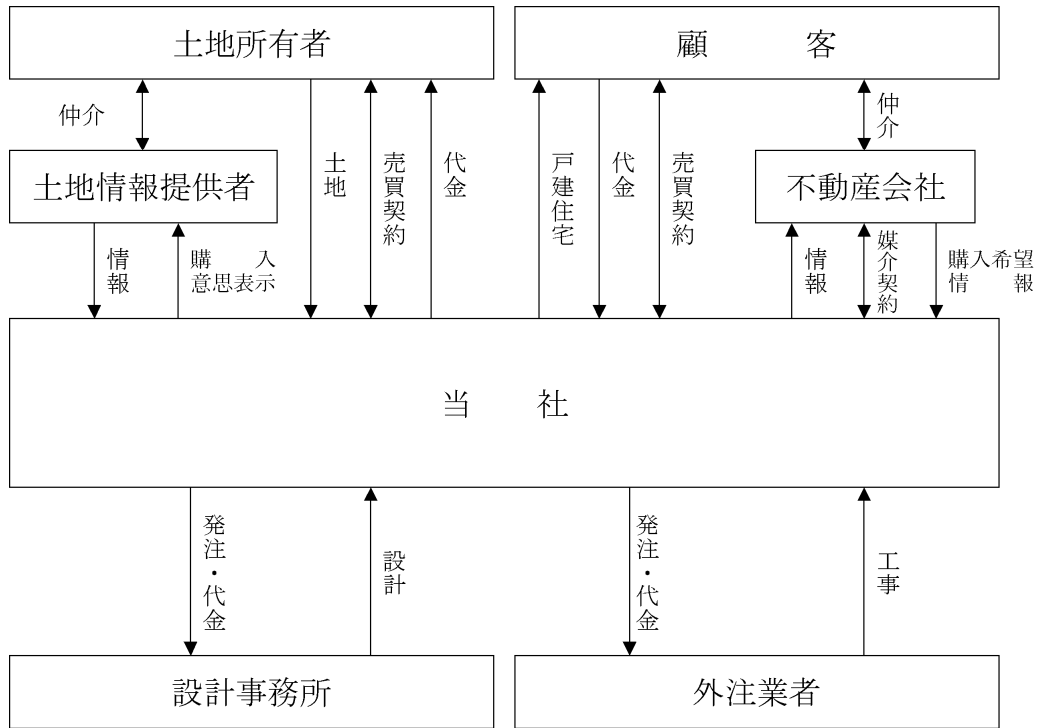 土地所有者
顧 客
仲介
土地
売買契約
代金
戸建住宅
代金
売買契約
仲介
土地情報提供者
不動産会社
情報
購 入
意思表示
情報
媒介契約
購入希望
情 報
当 社
発注・代金
設計
発注・代金
工事
設計事務所
外注業者